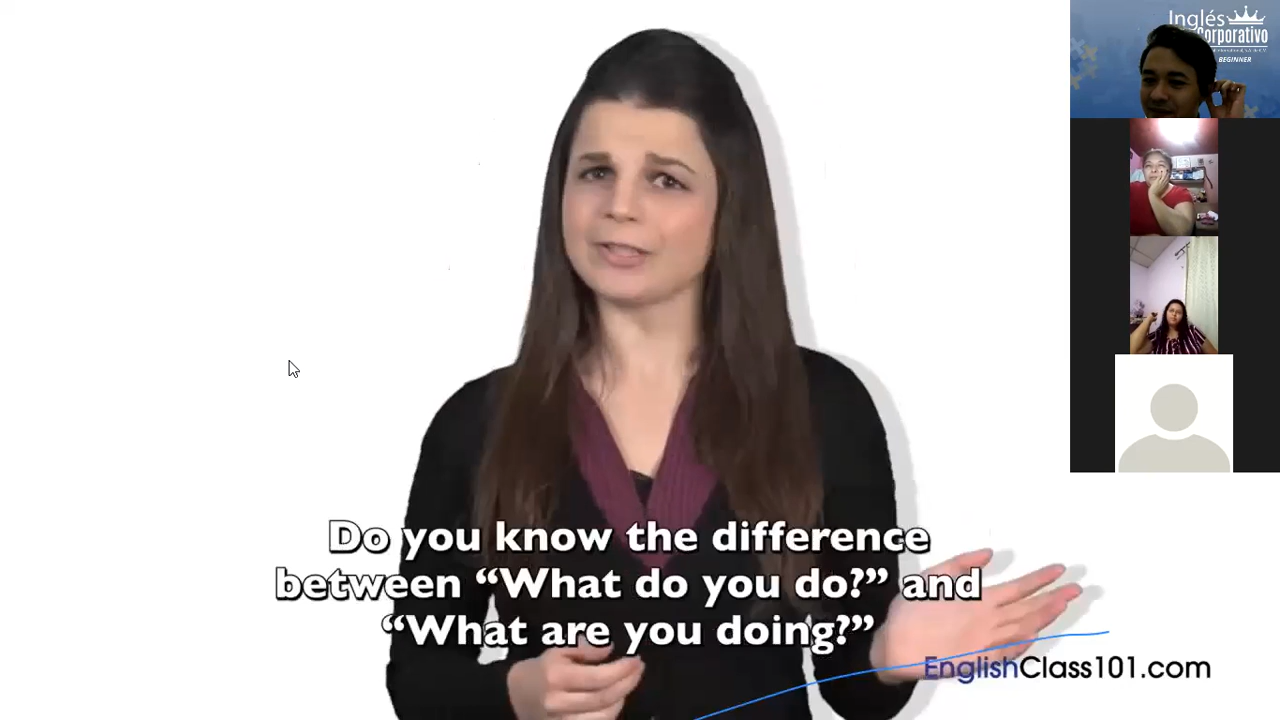 Inglés
Corporativo
BEGINNER
Do you know the difference
between “What do you do?” and
“What are you doing?”
EnglishClass101.com